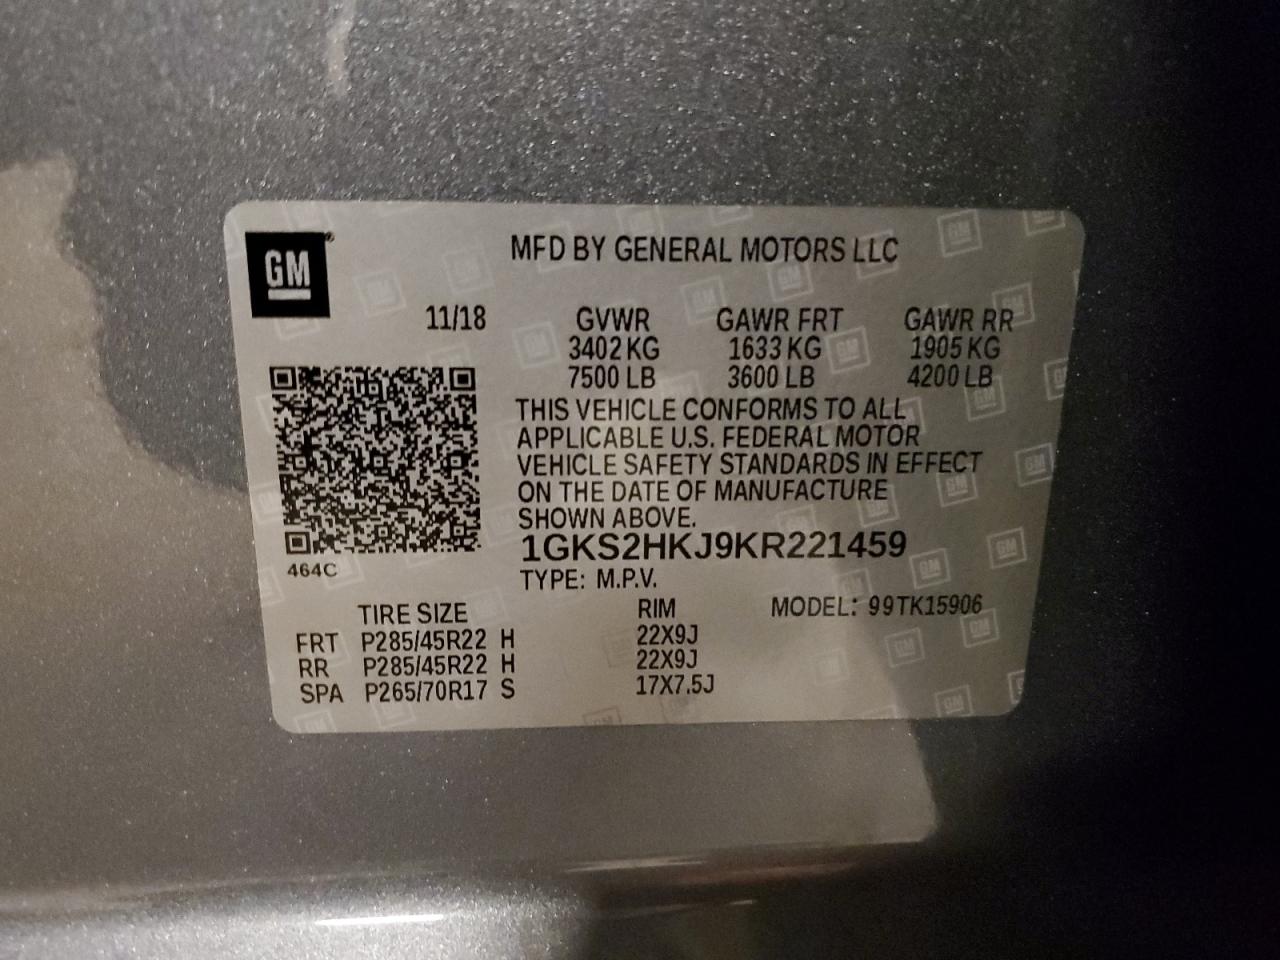 GM
MFD BY GENERAL MOTORS LLC
11/18 GVWR GAWR FRT GAWR RR
3402 KG 1633 KG 1905 KG
7500 LB 3600 LB 4200 LB
THIS VEHICLE CONFORMS TO ALL
APPLICABLE U.S. FEDERAL MOTOR
VEHICLE SAFETY STANDARDS IN EFFECT
ON THE DATE OF MANUFACTURE
SHOWN ABOVE.
1GKS2HKJ9KR221459
464C
TYPE: M.P.V.
TIRE SIZE RIM MODEL: 99TK15906
FRT P285/45R22 H 22X9J
RR P285/45R22 H 22X9J
SPA P265/70R17 S 17X7.5J